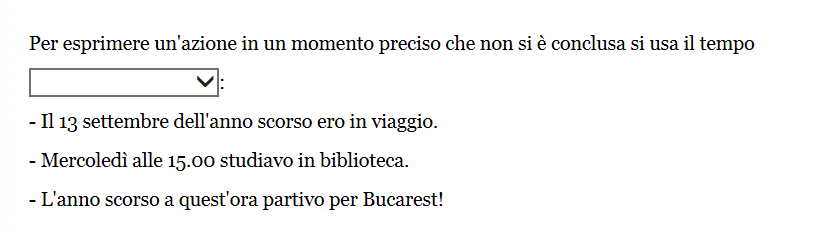 Per esprimere un'azione in un momento preciso che non si è conclusa si usa il tempo
:
- Il 13 settembre dell'anno scorso ero in viaggio.
- Mercoledì alle 15.00 studiavo in biblioteca.
- L'anno scorso a quest'ora partivo per Bucarest!